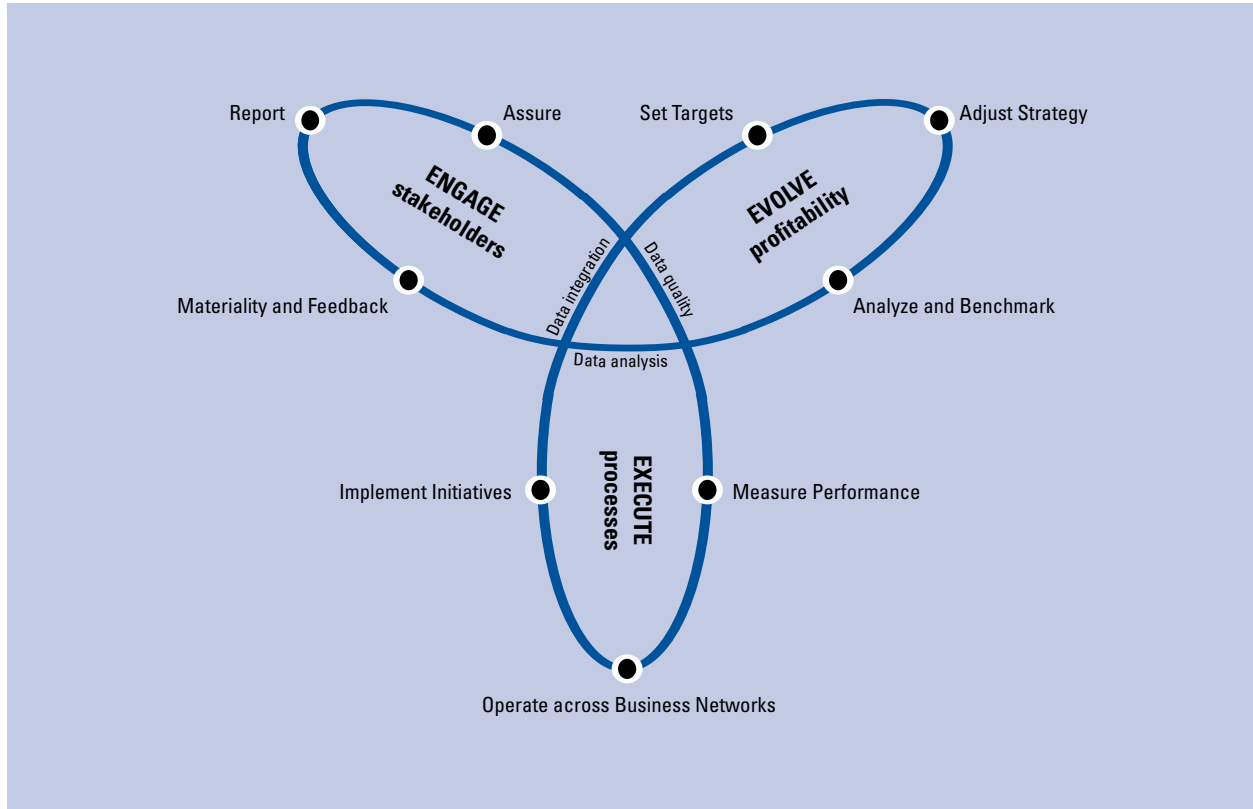 Report
Assure
Set Targets
Adjust Strategy
ENGAGE
stakeholders
EVOLVE
profitability
Data integration
Data quality
Materiality and Feedback
Analyze and Benchmark
Data analysis
EXECUTE
processes
Implement Initiatives
Measure Performance
Operate across Business Networks